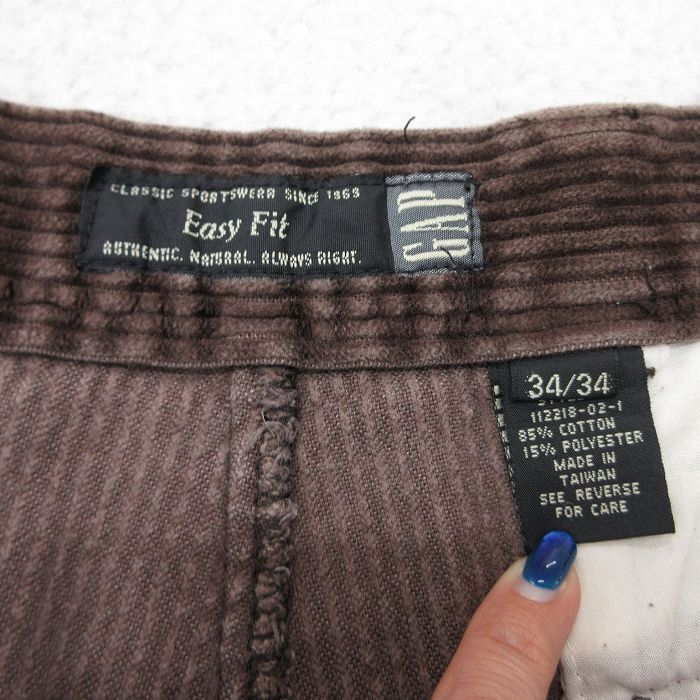 CLASSIC SPORTSWEAR SINCE 1969
Easy Fit
AUTHENTIC. NATURAL. ALWAYS RIGHT.
GAP
34/34
112218-02-1
85% COTTON
15% POLYESTER
MADE IN
TAIWAN
SEE REVERSE
FOR CARE